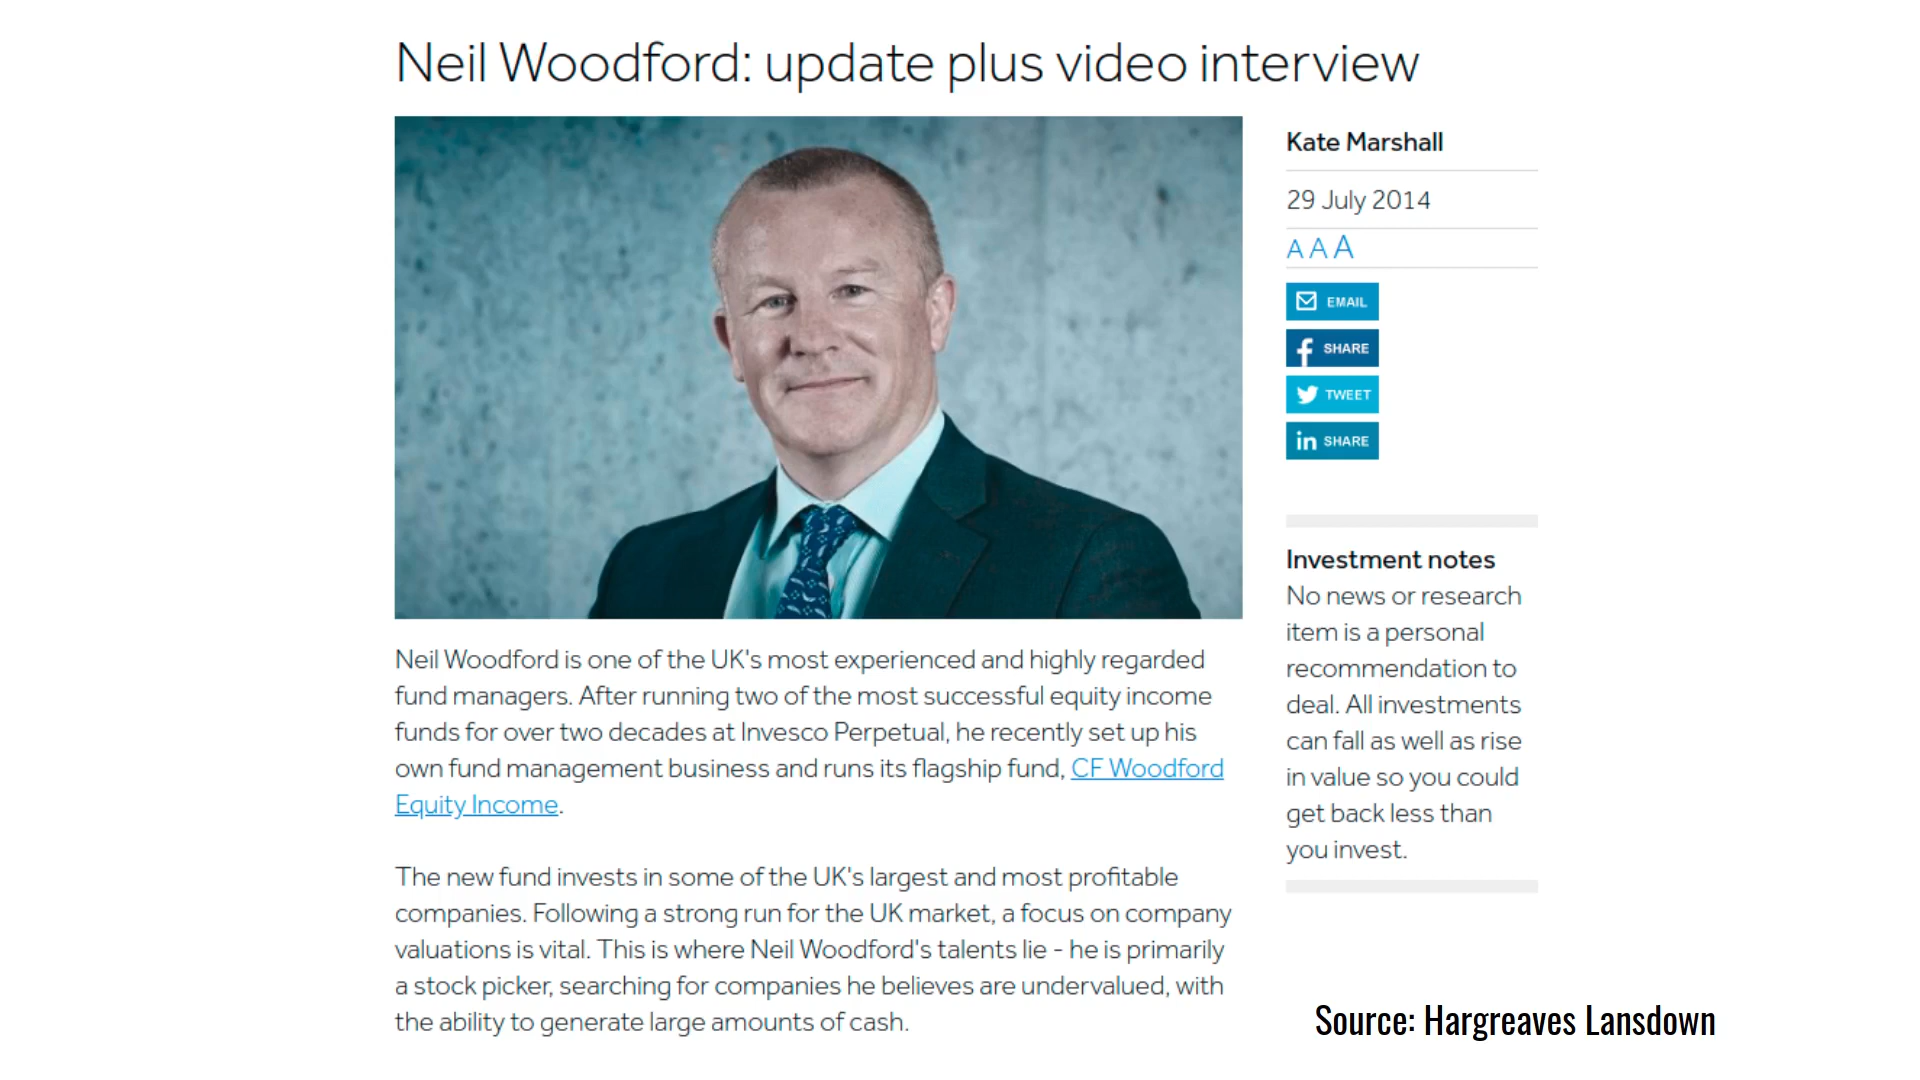 Neil Woodford: update plus video interview
Kate Marshall
29 July 2014
A A A
EMAIL
SHARE
TWEET
in SHARE
Investment notes
No news or research
item is a personal
recommendation to
deal. All investments
can fall as well as rise
in value so you could
get back less than
you invest.
Neil Woodford is one of the UK's most experienced and highly regarded
fund managers. After running two of the most successful equity income
funds for over two decades at Invesco Perpetual, he recently set up his
own fund management business and runs its flagship fund, CF Woodford
Equity Income.
The new fund invests in some of the UK's largest and most profitable
companies. Following a strong run for the UK market, a focus on company
valuations is vital. This is where Neil Woodford's talents lie - he is primarily
a stock picker, searching for companies he believes are undervalued, with
the ability to generate large amounts of cash.
Source: Hargreaves Lansdown